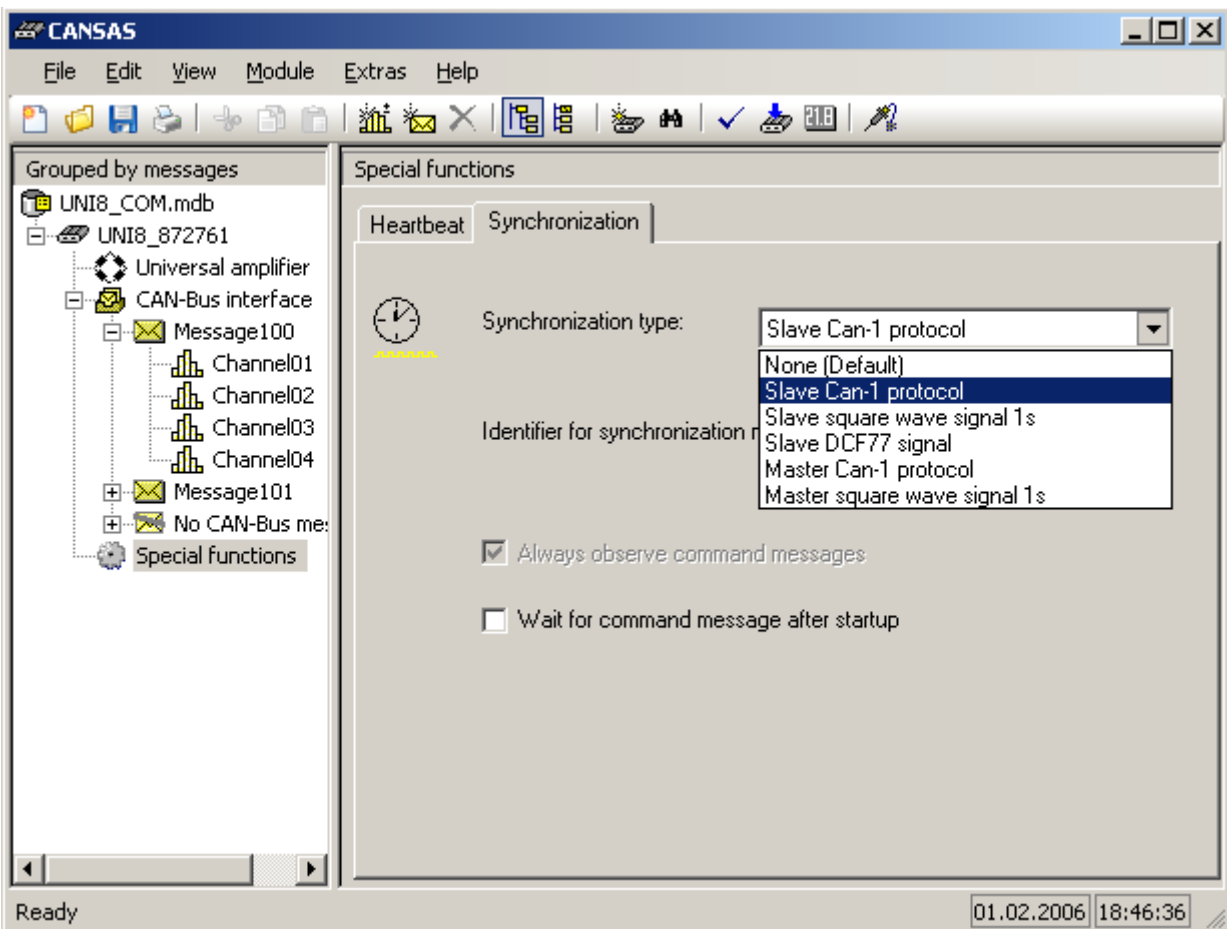 CANSAS
File Edit View Module Extras Help
21.8
Grouped by messages
UNI8_COM.mdb
UNI8_872761
Universal amplifier
CAN-Bus interface
Message100
Channel01
Channel02
Channel03
Channel04
Message101
No CAN-Bus
Special functions
Special functions
Heartbeat Synchronization
Synchronization type: Slave Can-1 protocol
None (Default)
Slave Can-1 protocol
Slave square wave signal 1s
Slave DCF77 signal
Master Can-1 protocol
Master square wave signal 1s
Identifier for synchronization
Always observe command messages
Wait for command message after startup
Ready 01.02.2006 18:46:36